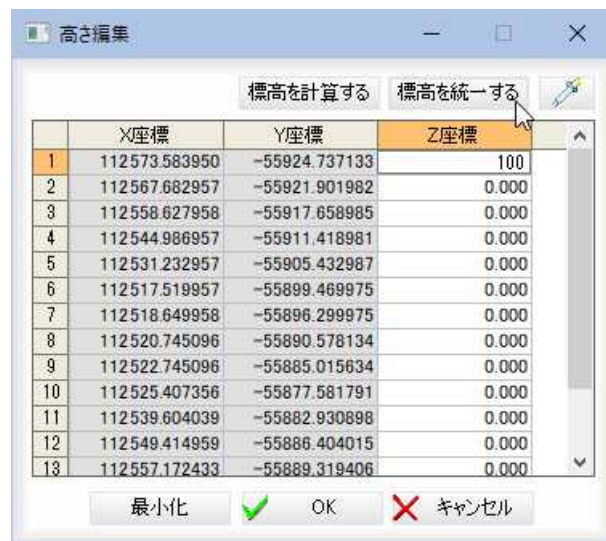 高さ編集
標高を計算する 標高を統一する
X座標 Y座標 Z座標
1 112573.583950 -55924.737133 100
2 112567.682957 -55921.901982 0.000
3 112558.627958 -55917.658985 0.000
4 112544.986957 -55911.418981 0.000
5 112531.232957 -55905.432987 0.000
6 112517.519957 -55899.469975 0.000
7 112518.649958 -55896.299975 0.000
8 112520.745096 -55890.578134 0.000
9 112522.745096 -55885.015634 0.000
10 112525.407356 -55877.581791 0.000
11 112539.604039 -55882.930898 0.000
12 112549.414959 -55886.404015 0.000
13 112557.172433 -55889.319406 0.000
最小化 OK キャンセル